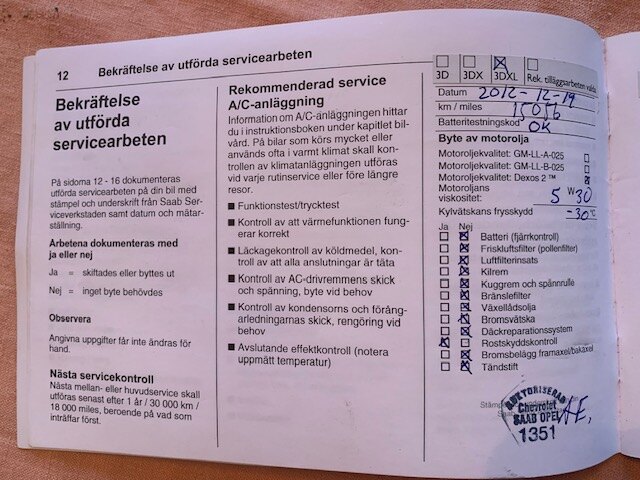 12 Bekräftelse av utförda servicearbeten
Bekräftelse
av utförda
servicearbeten
På sidorna 12 - 16 dokumenteras
utförda servicearbeten på din bil med
stämpel och underskrift från Saab Ser-
viceverkstaden samt datum och mätar-
ställning.
Arbetena dokumenteras med
ja eller nej
Ja = skiftades eller byttes ut
Nej = inget byte behövdes
Observera
Angivna uppgifter får inte ändras för
hand.
Nästa servicekontroll
Nästa mellan- eller huvudservice skall
utföras senast efter 1 år / 30 000 km /
18 000 miles, beroende på vad som
inträffar först.
Rekommenderad service
A/C-anläggning
Information om A/C-anläggningen hittar
du i instruktionsboken under kapitlet bil-
vård. På bilar som körs mycket eller
används ofta i varmt klimat skall kon-
trollen av klimatanläggningen utföras
vid varje rutinservice eller före längre
resor.
■ Funktionstest/trycktest
■ Kontroll av att värmefunktionen fung-
erar korrekt
■ Läckagekontroll av köldmedel, kon-
troll av att alla anslutningar är täta
■ Kontroll av AC-drivremmens skick
och spänning, byte vid behov
■ Kontroll av kondensorns och förång-
arledningarnas skick, rengöring vid
behov
■ Avslutande effektkontroll (notera
uppmätt temperatur)
3D 3DX 3DXL Rek. tilläggsarbeten valda
Datum 2012-12-19
km / miles 15056
Batteritestningskod OK
Byte av motorolja
Motoroljekvalitet: GM-LL-A-025
Motoroljekvalitet: GM-LL-B-025
Motoroljekvalitet: Dexos 2 ™
Motoroljans
viskositet: 5 W 30
Kylvätskans frysskydd -30 °C
Ja Nej
Batteri (fjärrkontroll)
Friskluftsfilter (pollenfilter)
Luftfilterinsats
Kilrem
Kuggrem och spännrulle
Bränslefilter
Växellådsolja
Bromsvätska
Däckreparationssystem
Rostskyddskontroll
Bromsbelägg framaxel/bakaxel
Tändstift
AUKTORISERAD
Chevrolet
SAAB OPEL
1351